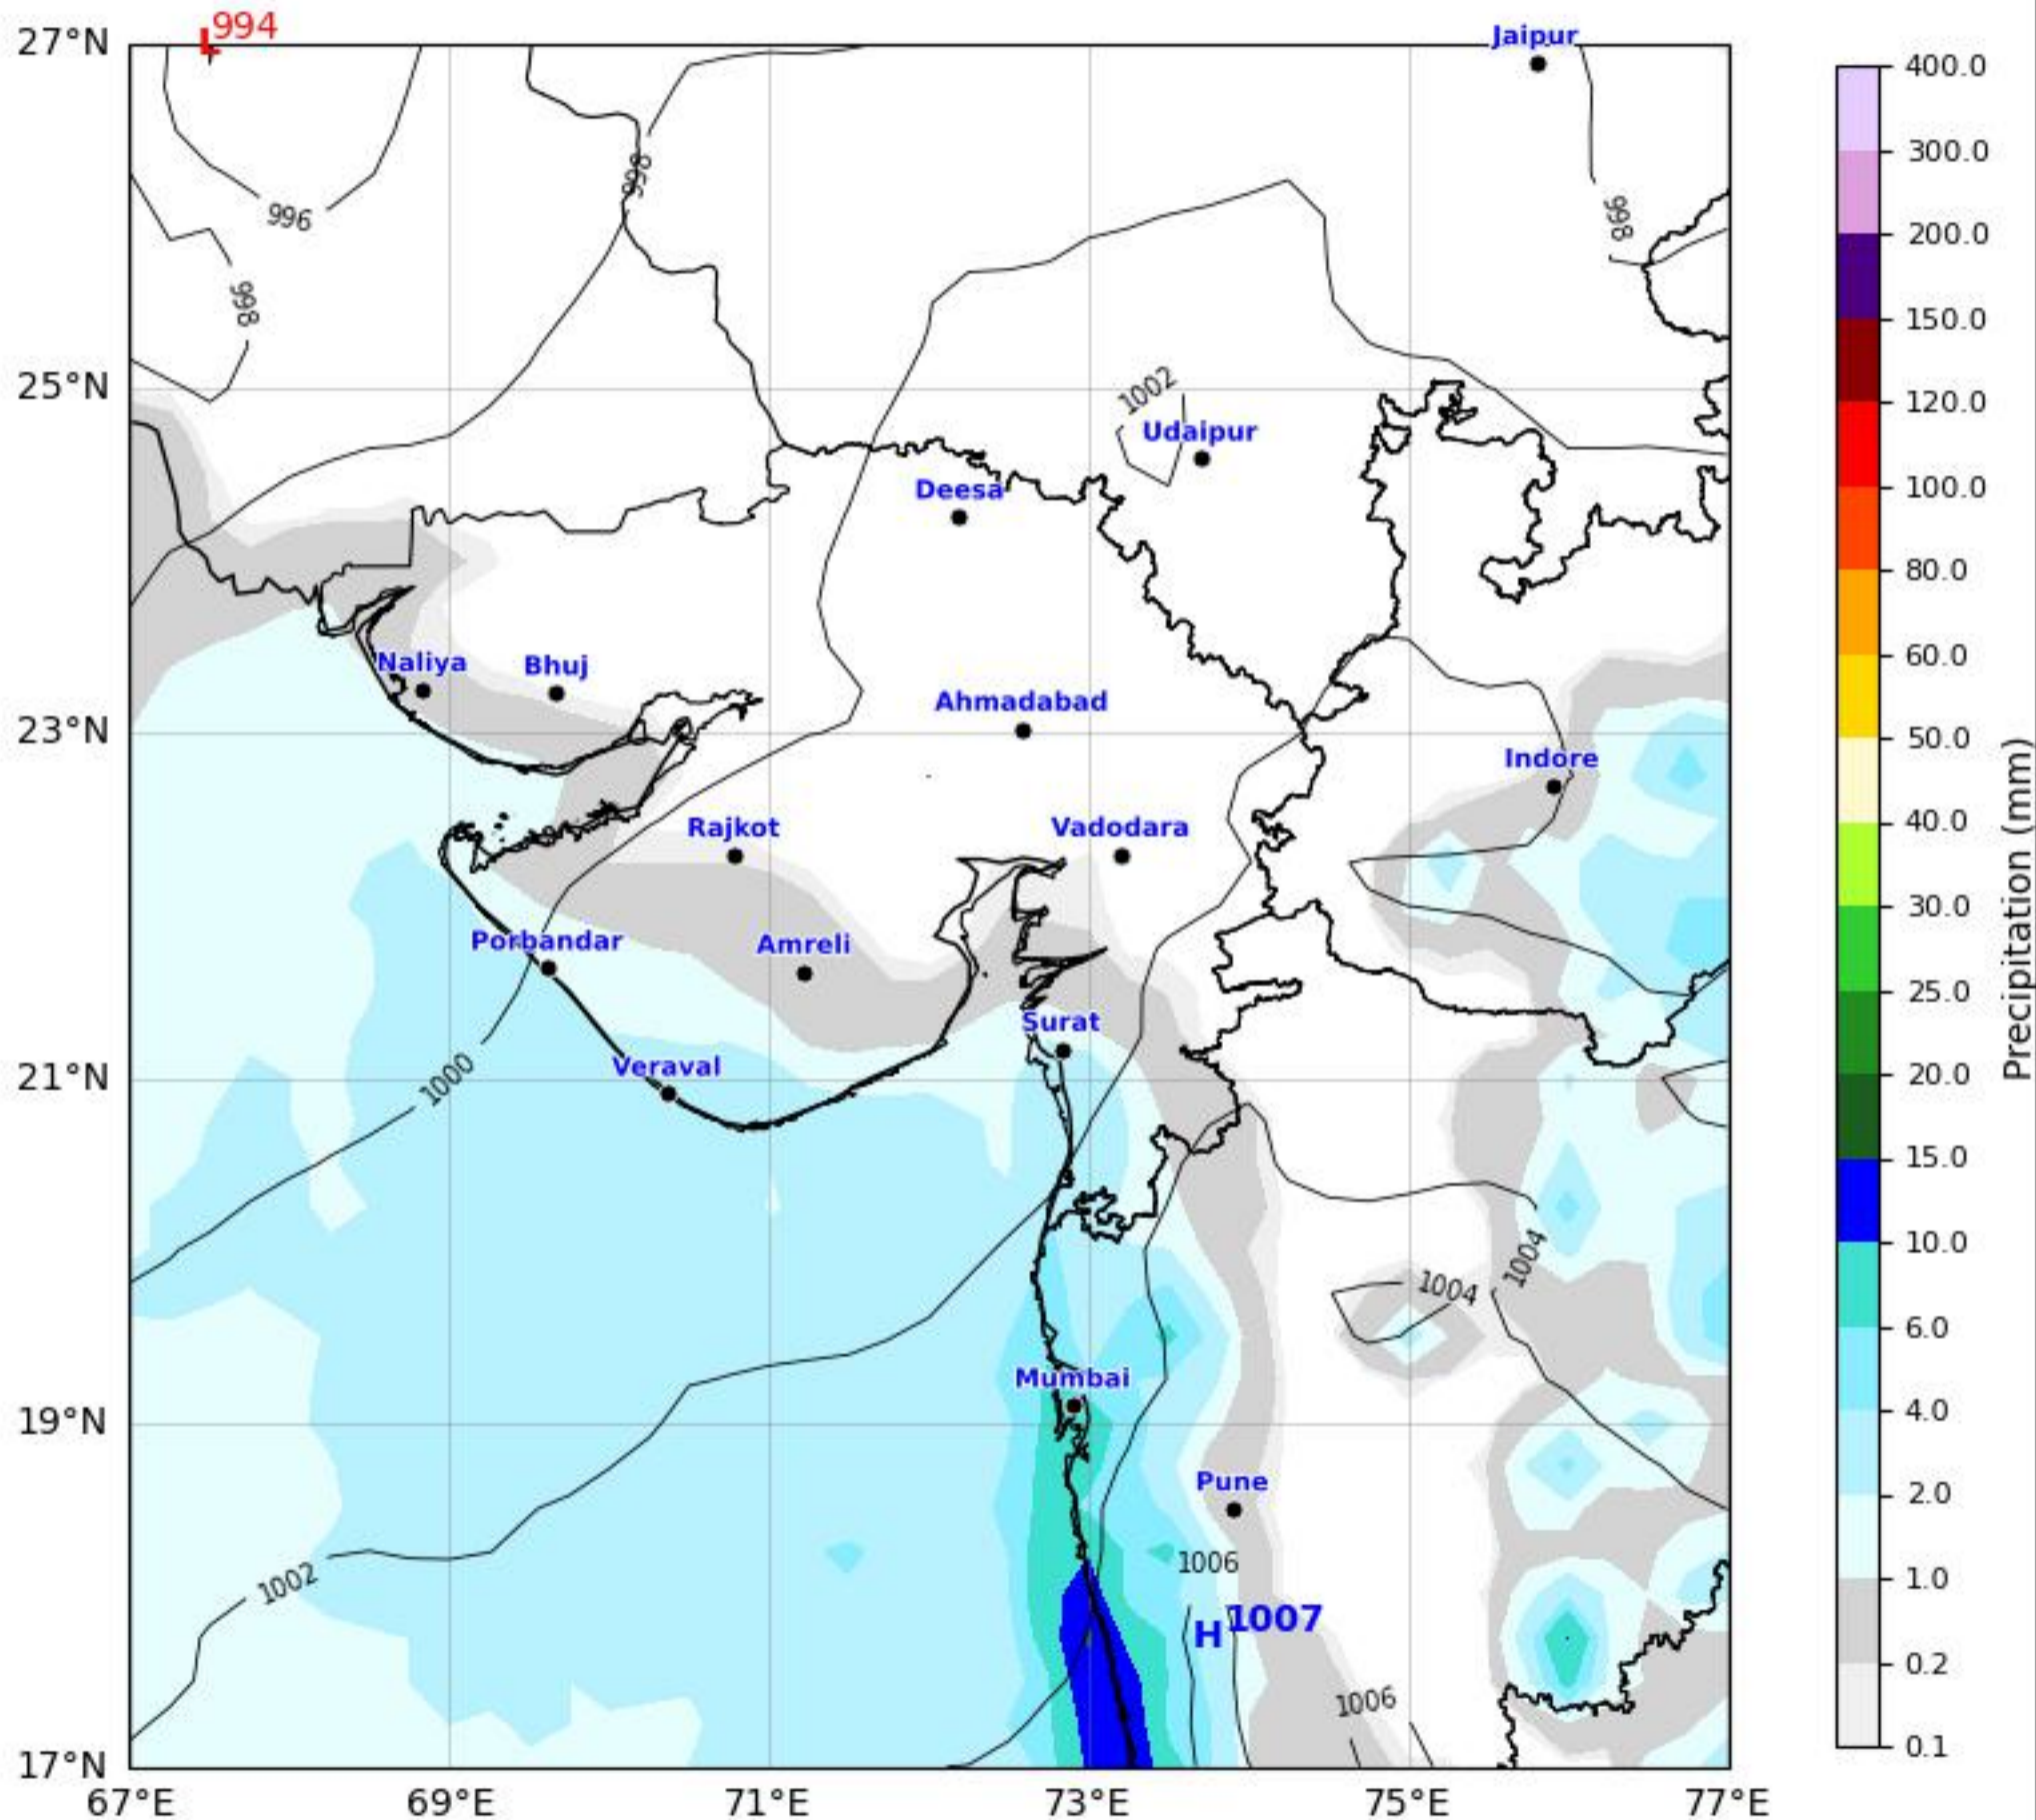 994
27°N
Jaipur
400.0
300.0
998
996
998
200.0
998
150.0
25°N
1002
120.0
Udaipur
Deesa
100.0
80.0
Naliya
Bhuj
60.0
Ahmadabad
23°N
50.0
Indore
Rajkot
Vadodara
40.0
Precipitation (mm)
Porbandar
Amreli
30.0
25.0
Surat
Veraval
1000
21°N
20.0
15.0
1004
10.0
1004
6.0
Mumbai
19°N
4.0
Pune
2.0
1006
1002
1.0
H 1007
0.2
1006
17°N
0.1
67°E
69°E
71°E
73°E
75°E
77°E
L